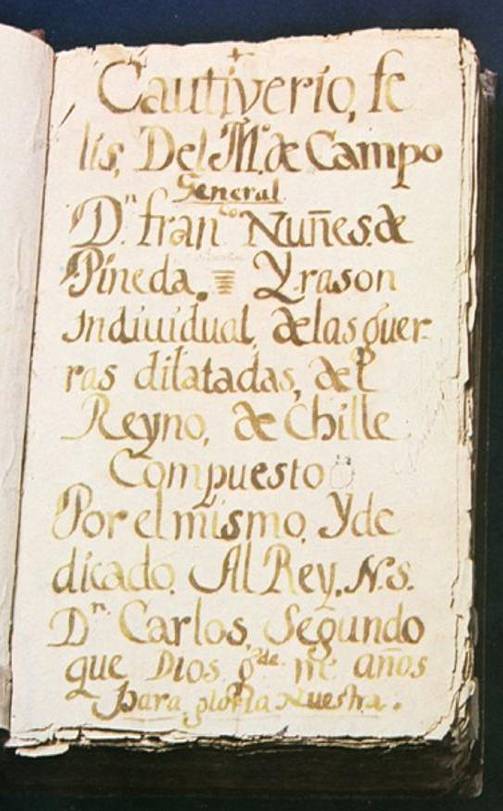 Cautiverio, fe
lis, Del M.º de Campo
General
D.n fran.co Nuñes. de
Pineda. Y. rason
Indiuidual, de las guer-
ras dilatadas, del
Reyno, de Chille
Compuesto
Por el mismo, Y de
dicado. Al Rey. N. s.
D.n Carlos, Segundo
que Dios g.de m.s años
para gloria Nuestra.